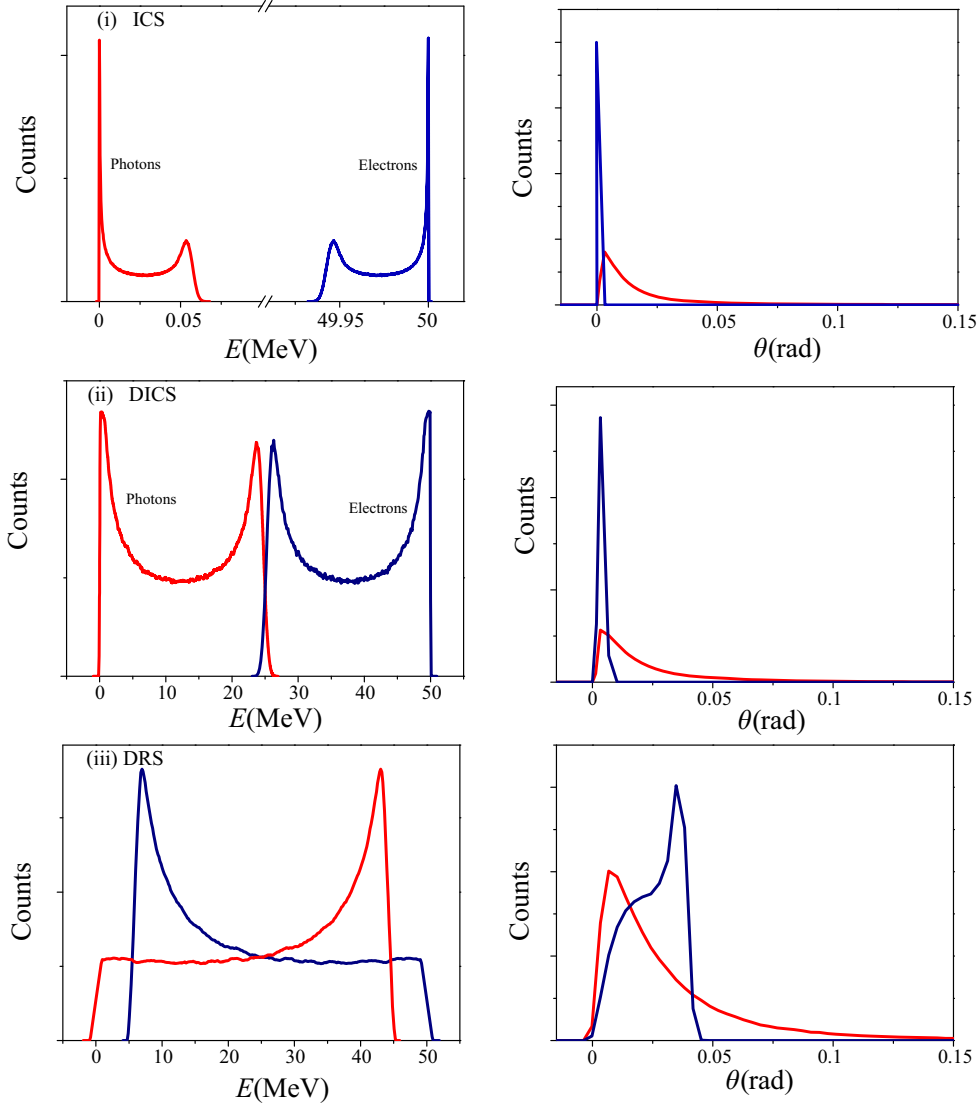 (i) ICS
Counts
Photons
Electrons
0 0.05 49.95 50
E(MeV)
Counts
0 0.05 0.1 0.15
θ(rad)
(ii) DICS
Counts
Photons
Electrons
0 10 20 30 40 50
E(MeV)
Counts
0 0.05 0.1 0.15
θ(rad)
(iii) DRS
Counts
0 10 20 30 40 50
E(MeV)
Counts
0 0.05 0.1 0.15
θ(rad)